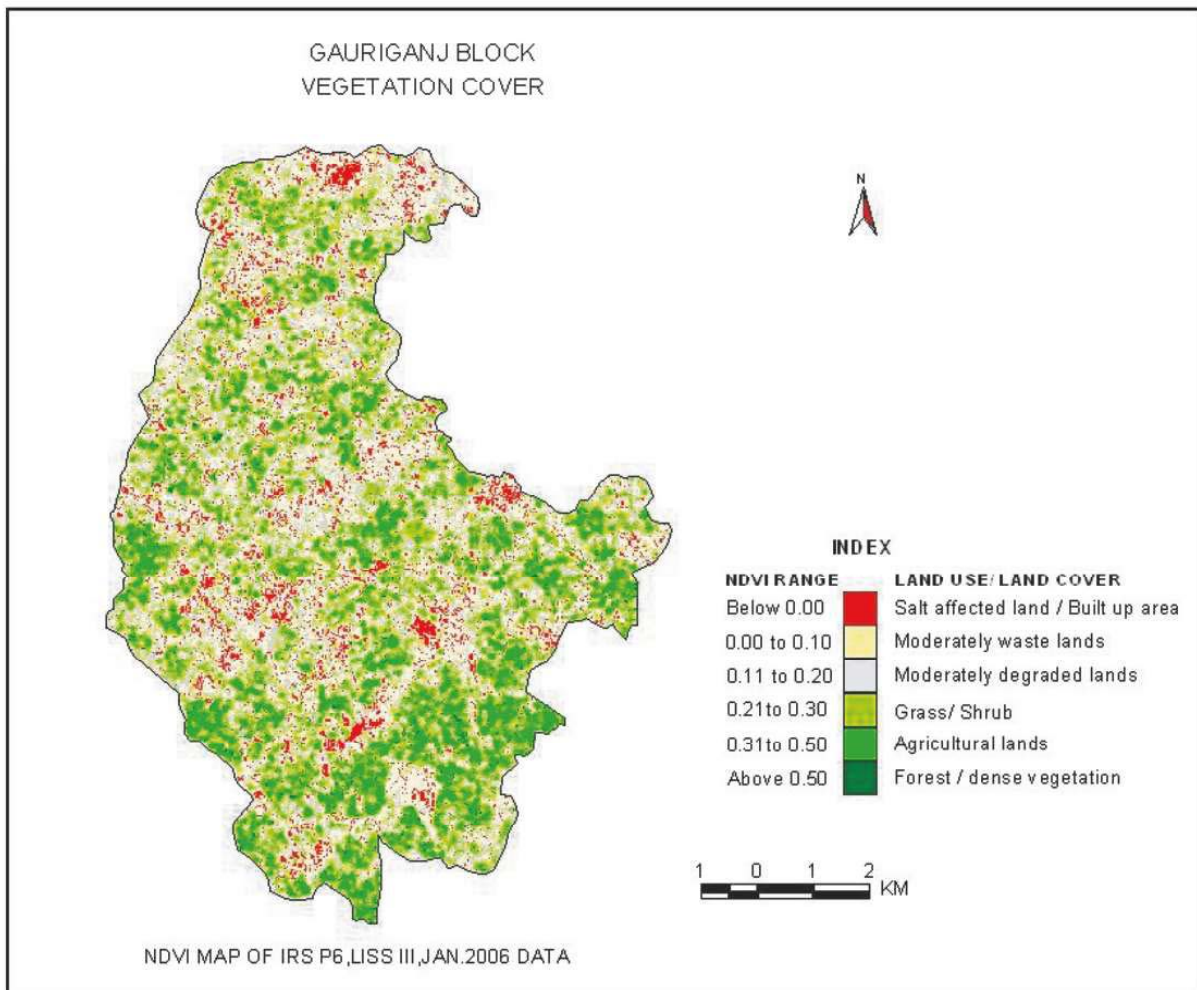 GAURIGANJ BLOCK
VEGETATION COVER
N
INDEX
NDVI RANGE LAND USE/ LAND COVER
Below 0.00 Salt affected land / Built up area
0.00 to 0.10 Moderately waste lands
0.11 to 0.20 Moderately degraded lands
0.21to 0.30 Grass/ Shrub
0.31to 0.50 Agricultural lands
Above 0.50 Forest / dense vegetation
1 0 1 2
KM
NDVI MAP OF IRS P6,LISS III,JAN.2006 DATA